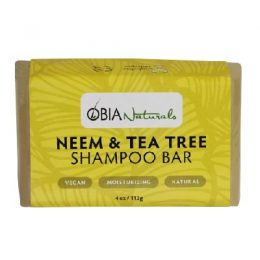 OBIA Naturals
NEEM & TEA TREE
SHAMPOO BAR
VEGAN MOISTURIZING NATURAL
4 oz / 113g